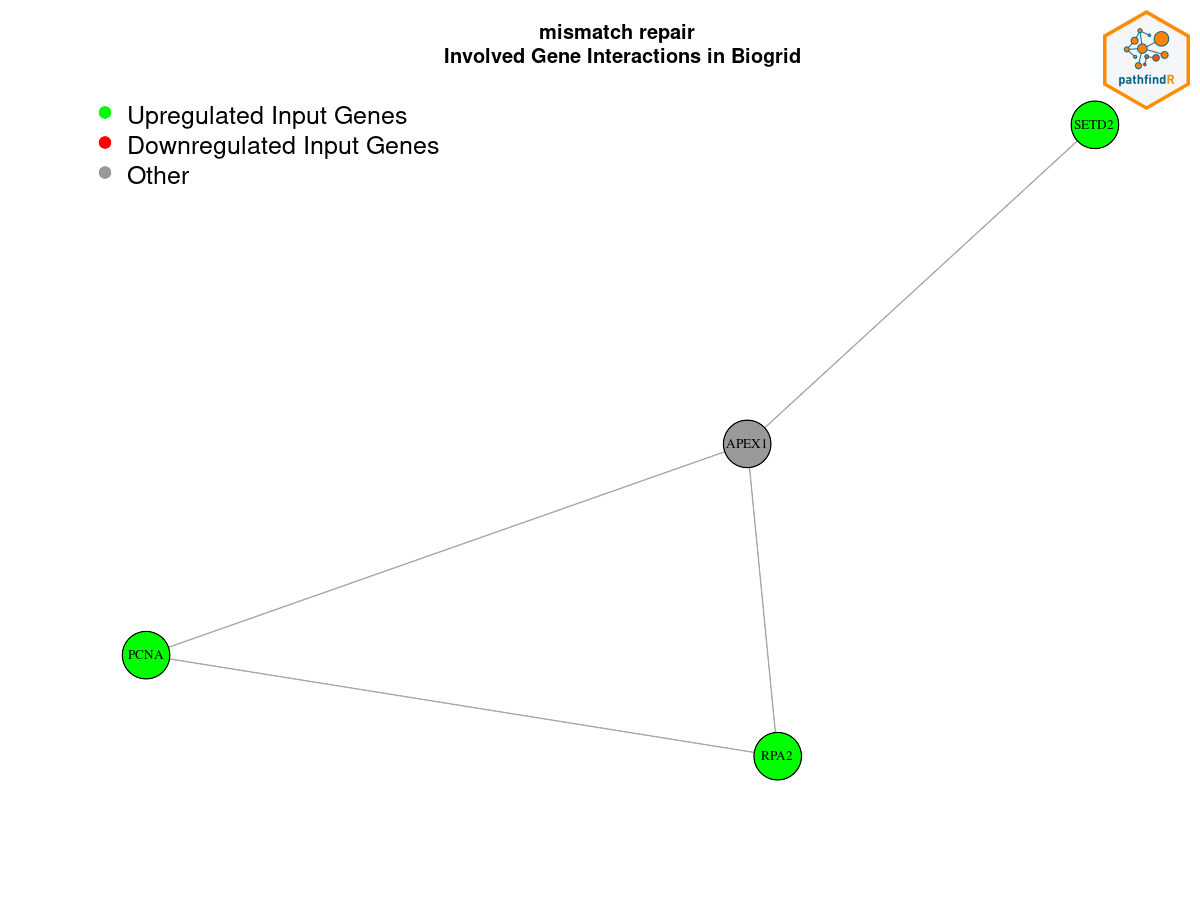 mismatch repair
Involved Gene Interactions in Biogrid
pathfindR
Upregulated Input Genes
Downregulated Input Genes
Other
SETD2
APEX1
PCNA
RPA2